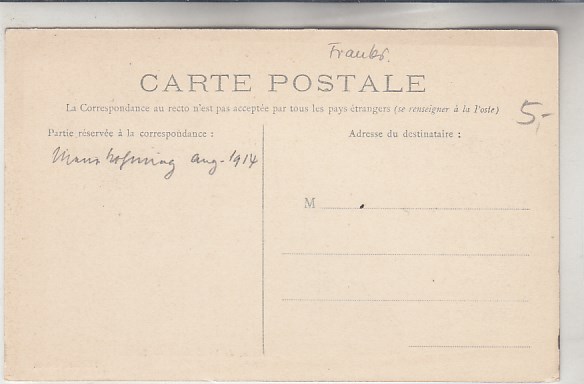 Frankr.
CARTE POSTALE
La Correspondance au recto n'est pas acceptée par tous les pays étrangers (se renseigner à la Poste)
5,-
Partie réservée à la correspondance :
Adresse du destinataire :
aug-1914
M